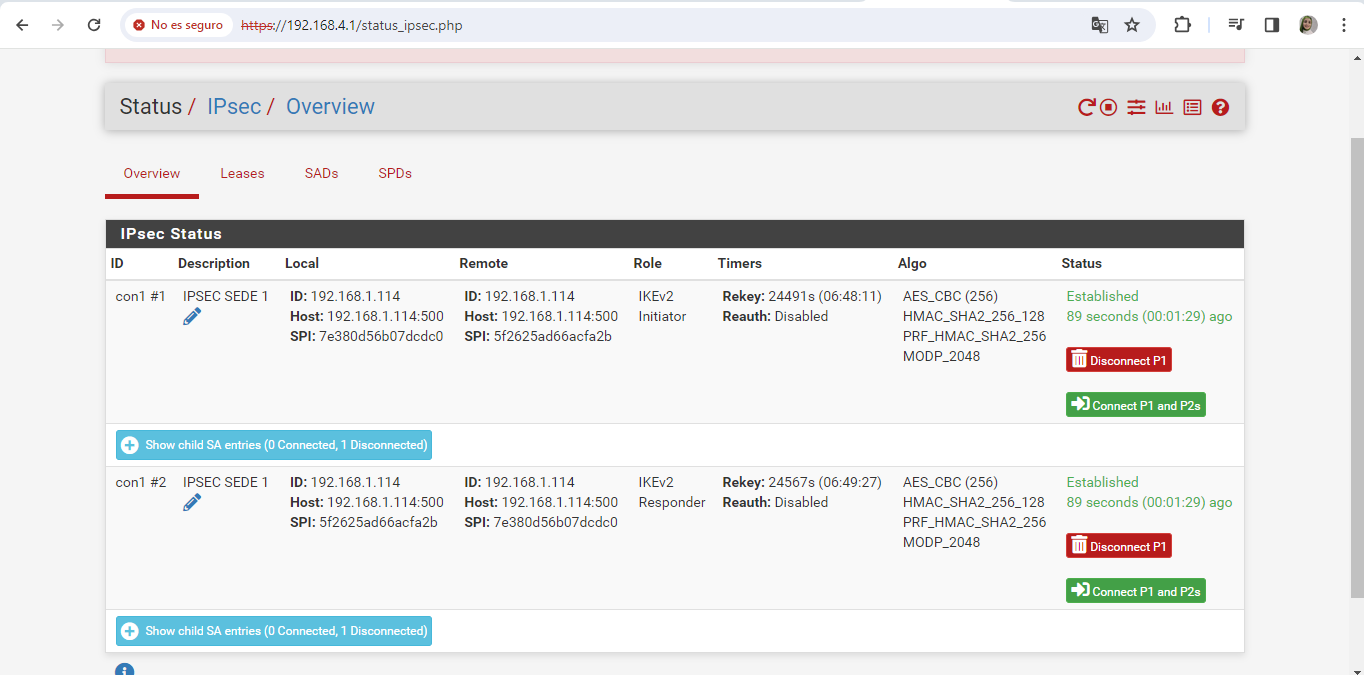 No es seguro
https://192.168.4.1/status_ipsec.php
Status / IPsec / Overview
Overview Leases SADs SPDs
IPsec Status
ID Description Local Remote Role Timers Algo Status
con1 #1 IPSEC SEDE 1 ID: 192.168.1.114 ID: 192.168.1.114 IKEv2 Rekey: 24491s (06:48:11) AES_CBC (256) Established
Host: 192.168.1.114:500 Host: 192.168.1.114:500 Initiator Reauth: Disabled HMAC_SHA2_256_128 89 seconds (00:01:29) ago
SPI: 7e380d56b07dcdc0 SPI: 5f2625ad66acfa2b PRF_HMAC_SHA2_256
MODP_2048
Disconnect P1
Connect P1 and P2s
Show child SA entries (0 Connected, 1 Disconnected)
con1 #2 IPSEC SEDE 1 ID: 192.168.1.114 ID: 192.168.1.114 IKEv2 Rekey: 24567s (06:49:27) AES_CBC (256) Established
Host: 192.168.1.114:500 Host: 192.168.1.114:500 Responder Reauth: Disabled HMAC_SHA2_256_128 89 seconds (00:01:29) ago
SPI: 5f2625ad66acfa2b SPI: 7e380d56b07dcdc0 PRF_HMAC_SHA2_256
MODP_2048
Disconnect P1
Connect P1 and P2s
Show child SA entries (0 Connected, 1 Disconnected)